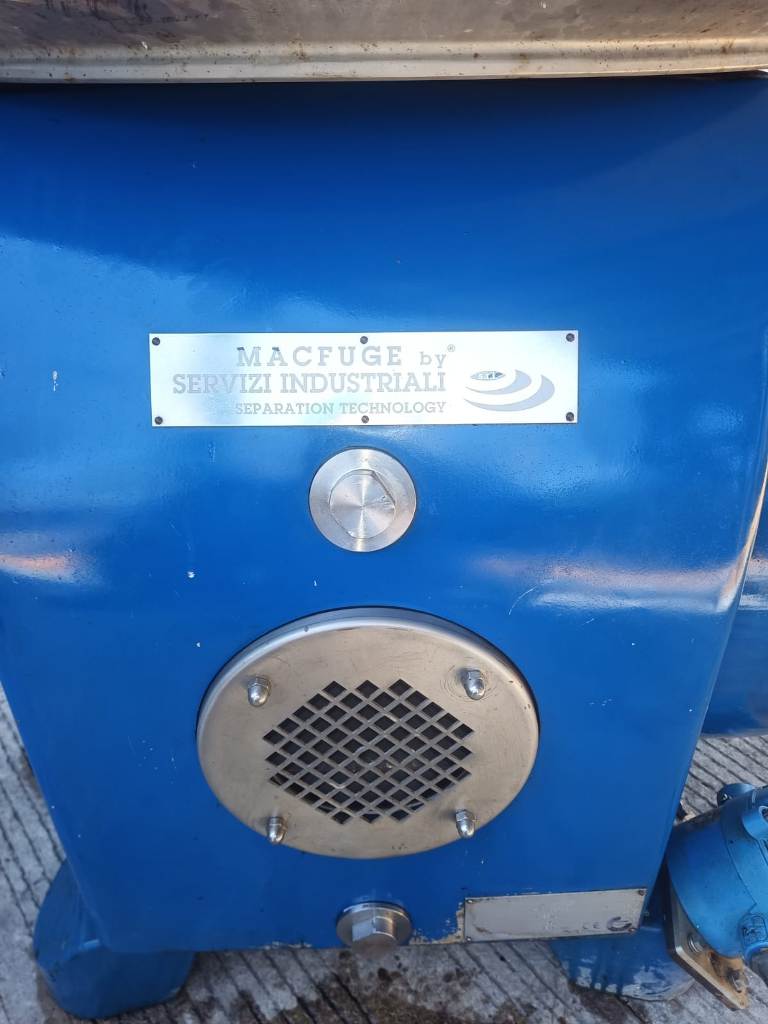 MACFUGE by®
SERVIZI INDUSTRIALI
SEPARATION TECHNOLOGY